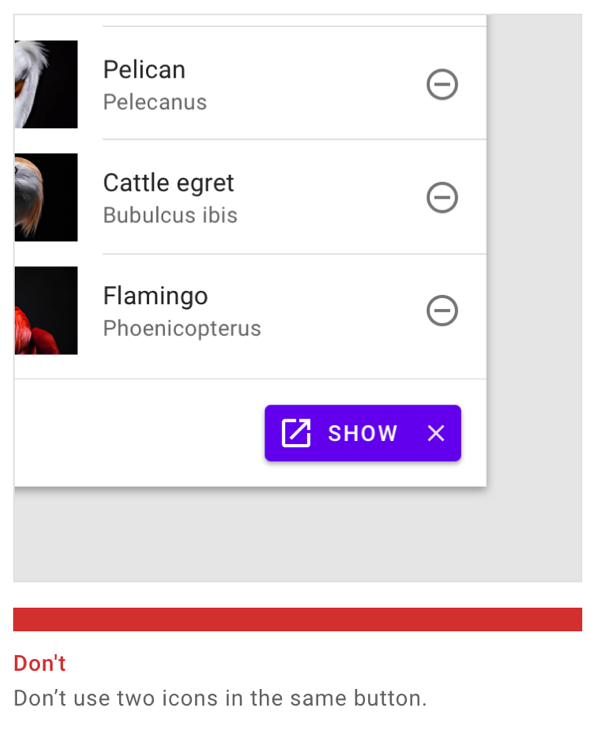 Pelican
Pelecanus
Cattle egret
Bubulcus ibis
Flamingo
Phoenicopterus
SHOW
Don't
Don’t use two icons in the same button.